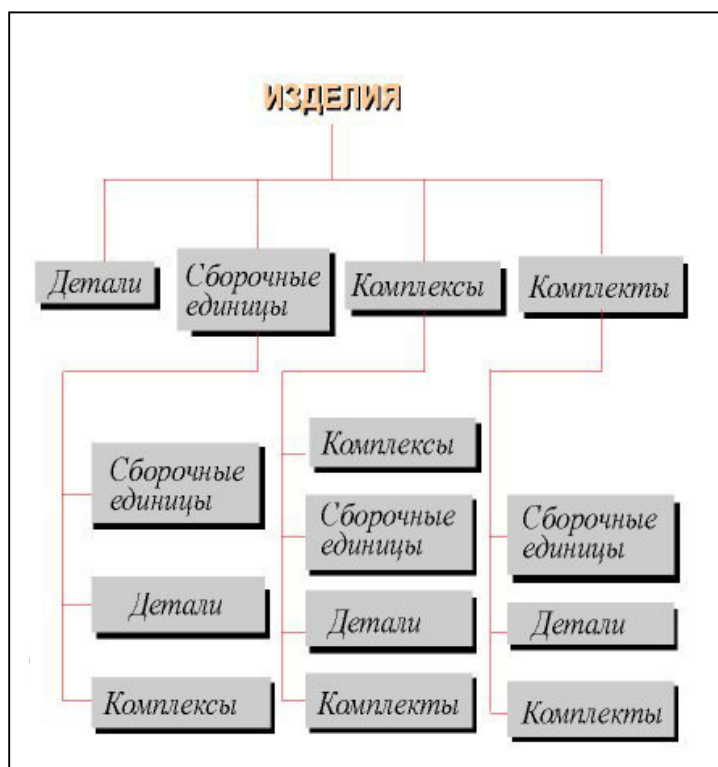 ИЗДЕЛИЯ
Детали
Сборочные
единицы
Комплексы
Комплекты
Сборочные
единицы
Детали
Комплексы
Комплексы
Сборочные
единицы
Детали
Комплекты
Сборочные
единицы
Детали
Комплекты